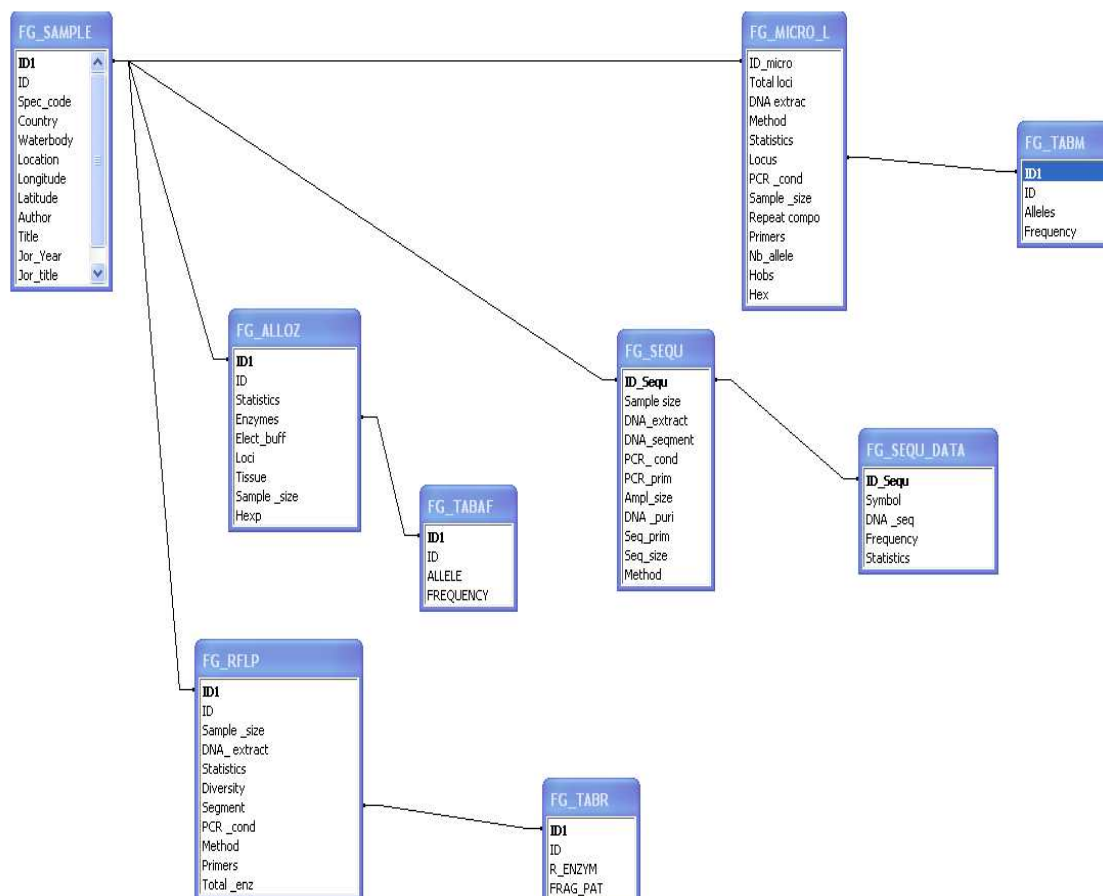 FG_SAMPLE
ID1
ID
Spec_code
Country
Waterbody
Location
Longitude
Latitude
Author
Title
Jor_Year
Jor_title
FG_MICRO_L
ID_micro
Total loci
DNA extrac
Method
Statistics
Locus
PCR _cond
Sample _size
Repeat compo
Primers
Nb_allele
Hobs
Hex
FG_TABM
ID1
ID
Alleles
Frequency
FG_ALLOZ
ID1
ID
Statistics
Enzymes
Elect_buff
Loci
Tissue
Sample _size
Hexp
FG_SEQU
ID_Sequ
Sample size
DNA_extract
DNA_seqment
PCR_ cond
PCR_prim
Ampl_size
DNA _puri
Seq_prim
Seq_size
Method
FG_SEQU_DATA
ID_Sequ
Symbol
DNA _seq
Frequency
Statistics
FG_TABAF
ID1
ID
ALLELE
FREQUENCY
FG_RFLP
ID1
ID
Sample _size
DNA_ extract
Statistics
Diversity
Segment
PCR _cond
Method
Primers
Total _enz
FG_TABR
ID1
ID
R_ENZYM
FRAG_PAT